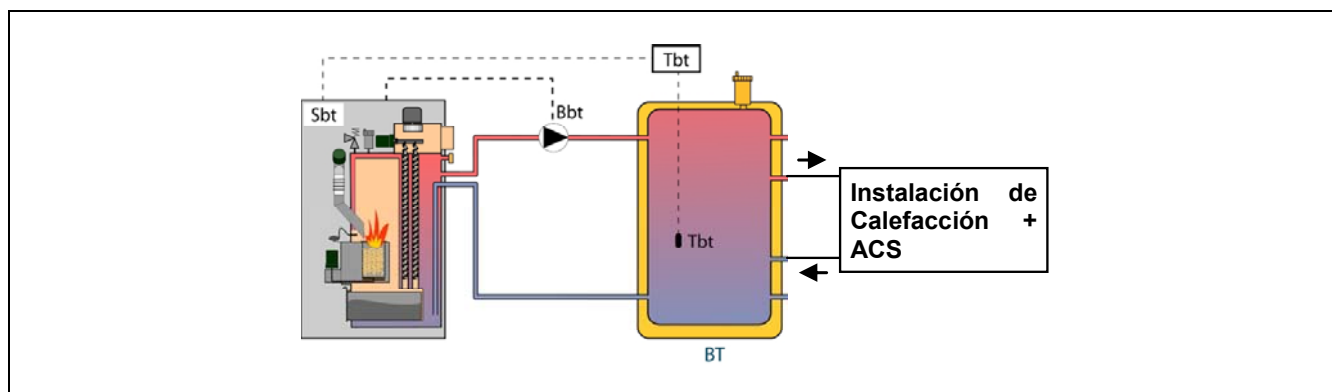 Tbt
Sbt
Bbt
Tbt
Instalación de
Calefacción +
ACS
BT